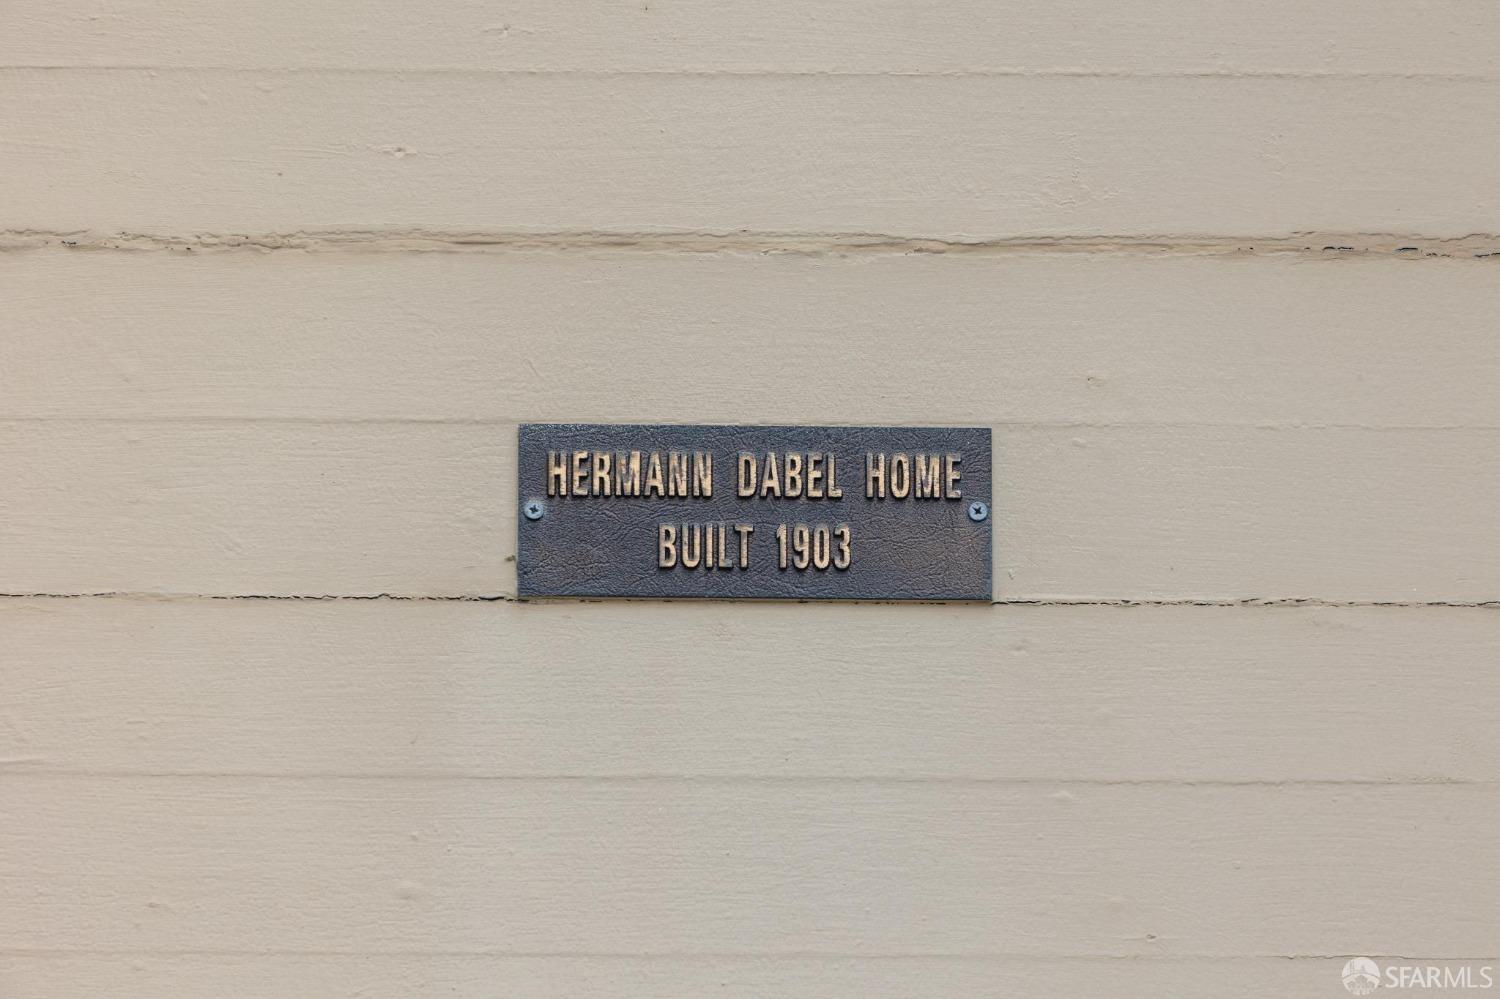 HERMANN DABEL HOME
BUILT 1903
SFARMLS